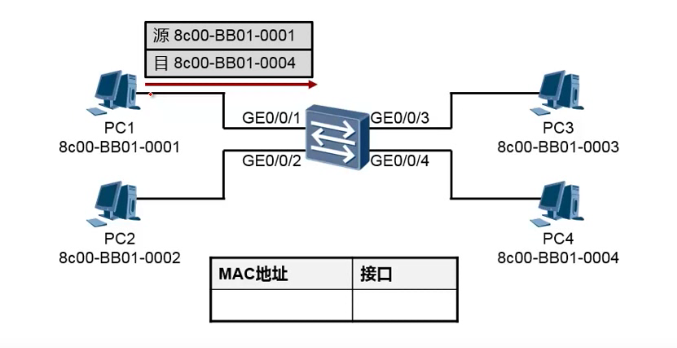 源 8c00-BB01-0001
目 8c00-BB01-0004
GE0/0/1
GE0/0/3
PC1
8c00-BB01-0001
PC3
8c00-BB01-0003
GE0/0/2
GE0/0/4
PC2
8c00-BB01-0002
PC4
8c00-BB01-0004
MAC地址
接口